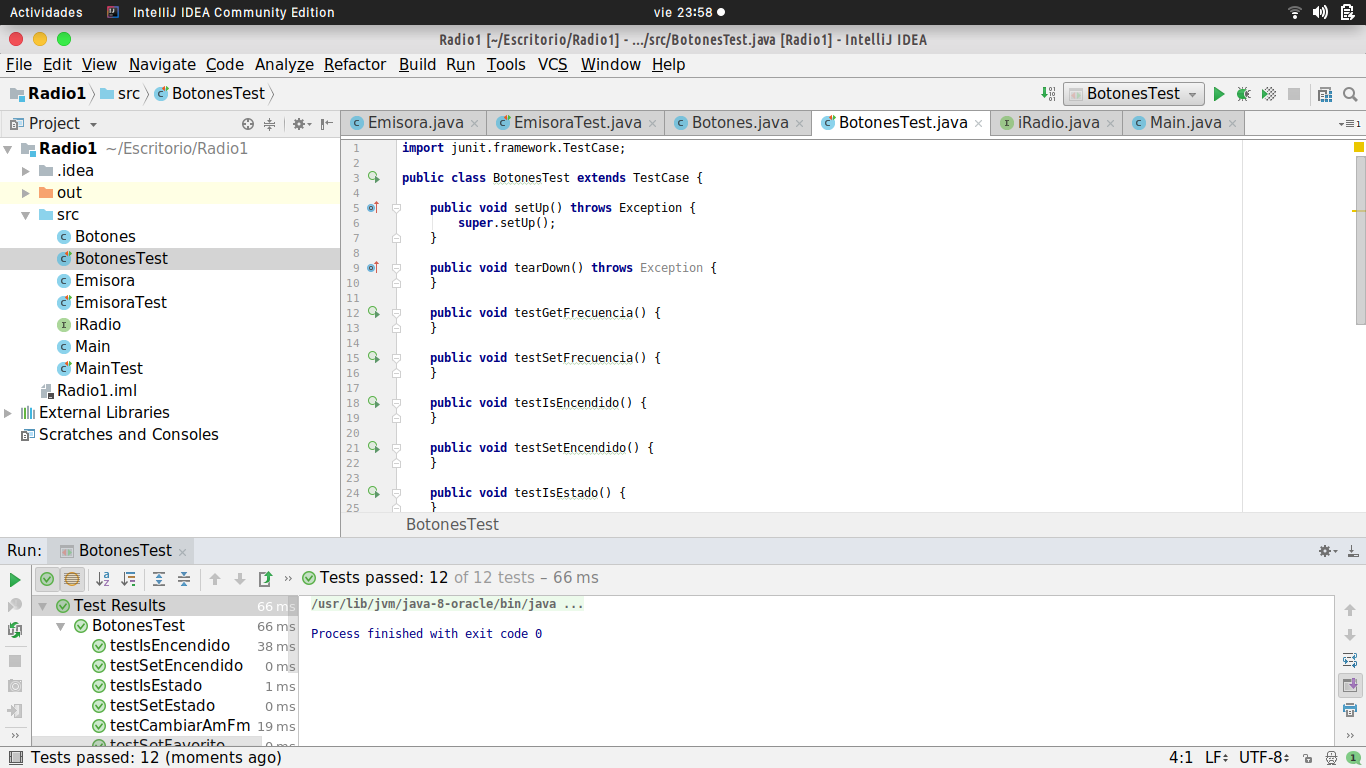 Actividades IntelliJ IDEA Community Edition vie 23:58
Radio1 [~/Escritorio/Radio1] - .../src/BotonesTest.java [Radio1] - IntelliJ IDEA
File Edit View Navigate Code Analyze Refactor Build Run Tools VCS Window Help
Radio1 src BotonesTest BotonesTest
Project Emisora.java EmisoraTest.java Botones.java BotonesTest.java iRadio.java Main.java
Radio1 ~/Escritorio/Radio1
.idea
out
src
Botones
BotonesTest
Emisora
EmisoraTest
iRadio
Main
MainTest
Radio1.iml
External Libraries
Scratches and Consoles
1 import junit.framework.TestCase;
2
3 public class BotonesTest extends TestCase {
4
5 public void setUp() throws Exception {
6 super.setUp();
7 }
8
9 public void tearDown() throws Exception {
10 }
11
12 public void testGetFrecuencia() {
13 }
14
15 public void testSetFrecuencia() {
16 }
17
18 public void testIsEncendido() {
19 }
20
21 public void testSetEncendido() {
22 }
23
24 public void testIsEstado() {
25 }
BotonesTest
Run: BotonesTest
Tests passed: 12 of 12 tests – 66 ms
Test Results 66 ms
BotonesTest 66 ms
testIsEncendido 38 ms
testSetEncendido 0 ms
testIsEstado 1 ms
testSetEstado 0 ms
testCambiarAmFm 19 ms
testSetFavorito 0 ms
/usr/lib/jvm/java-8-oracle/bin/java ...
Process finished with exit code 0
Tests passed: 12 (moments ago) 4:1 LF UTF-8 1